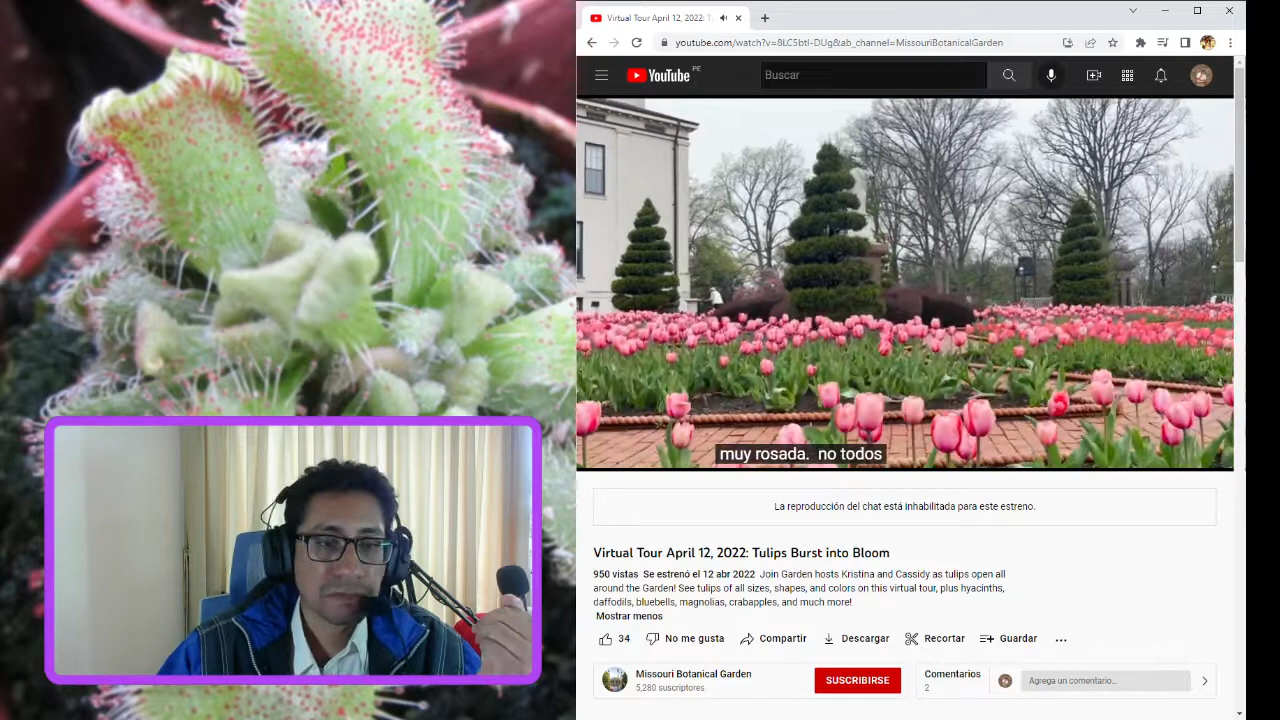 Virtual Tour April 12, 2022: T
youtube.com/watch?v=8LC5btI-DUg&ab_channel=MissouriBotanicalGarden
YouTube PE
Buscar
muy rosada. no todos
La reproducción del chat está inhabilitada para este estreno.
Virtual Tour April 12, 2022: Tulips Burst into Bloom
950 vistas Se estrenó el 12 abr 2022 Join Garden hosts Kristina and Cassidy as tulips open all
around the Garden! See tulips of all sizes, shapes, and colors on this virtual tour, plus hyacinths,
daffodils, bluebells, magnolias, crabapples, and much more!
Mostrar menos
34 No me gusta Compartir Descargar Recortar Guardar
Missouri Botanical Garden
5,280 suscriptores
SUSCRIBIRSE
Comentarios
2
Agrega un comentario...